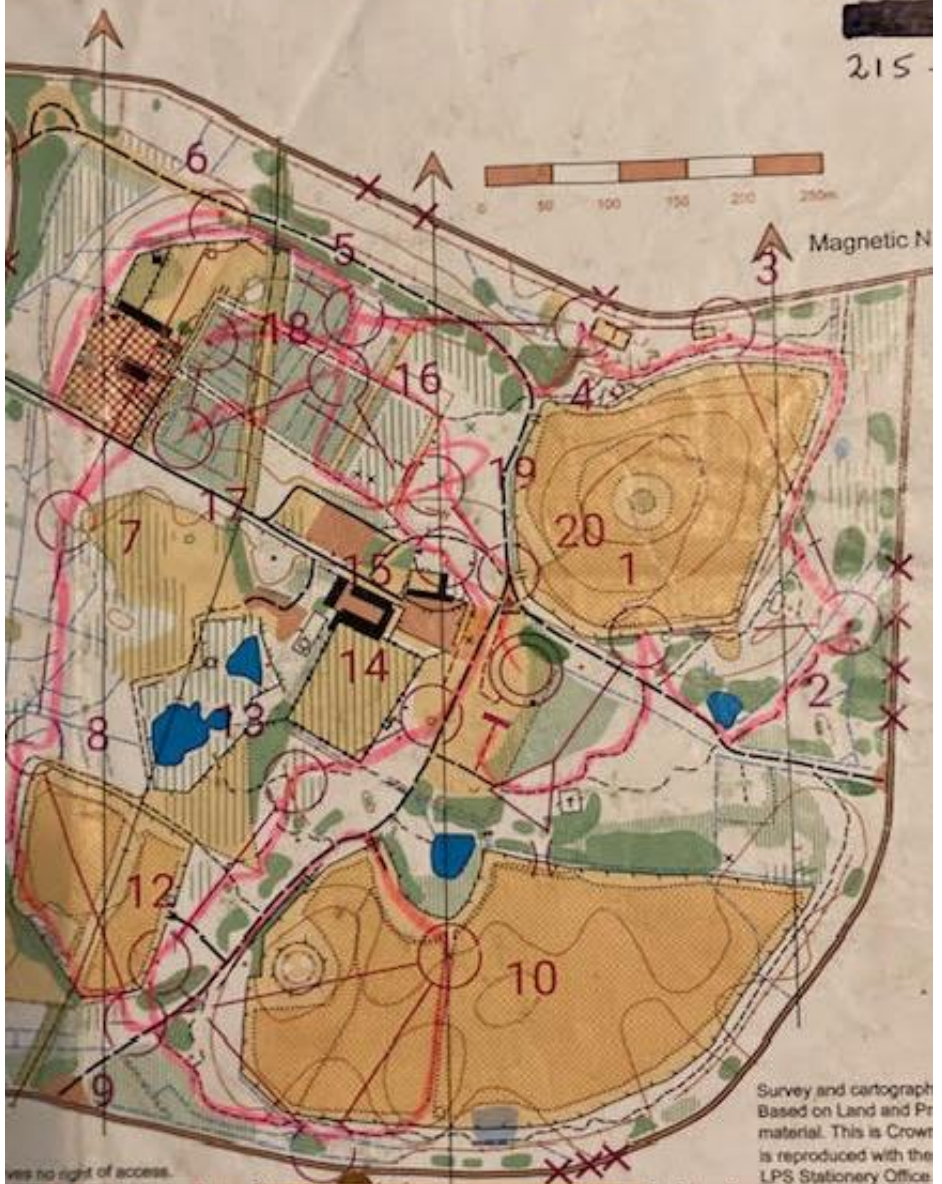 215 -
0 50 100 150 200 250m
Magnetic N
6
5
3
18
16
4
19
7
17
20
1
15
14
2
8
13
12
10
9
Survey and cartograph
Based on Land and Pr
material. This is Crown
is reproduced with the
LPS Stationery Office
ves no right of access.